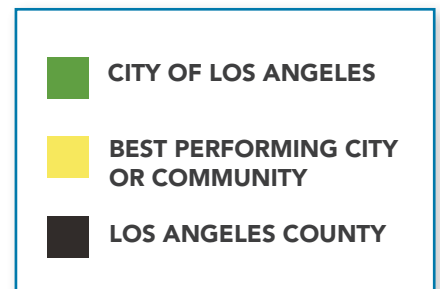 CITY OF LOS ANGELES
BEST PERFORMING CITY
OR COMMUNITY
LOS ANGELES COUNTY